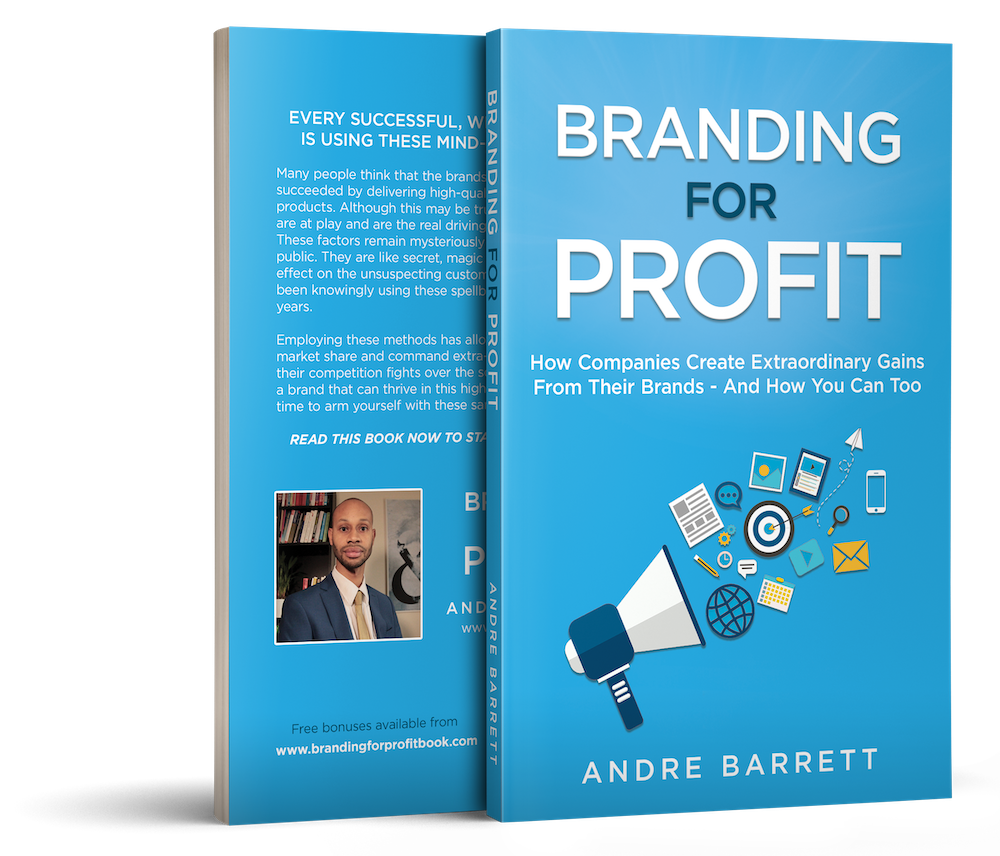 EVERY SUCCESSFUL, W
IS USING THESE MIND-
Many people think that the brands
succeeded by delivering high-qua
products. Although this may be tr
are at play and are the real driving
These factors remain mysteriously
public. They are like secret, magic
effect on the unsuspecting custom
been knowingly using these spellb
years.
Employing these methods has allo
market share and command extra-
their competition fights over the s
a brand that can thrive in this high
time to arm yourself with these sa
READ THIS BOOK NOW TO STA
BR
P
AND
www
Free bonuses available from
www.brandingforprofitbook.com
BRANDING FOR PROFIT
ANDRE BARRETT
BRANDING
FOR
PROFIT
How Companies Create Extraordinary Gains
From Their Brands - And How You Can Too
ANDRE BARRETT